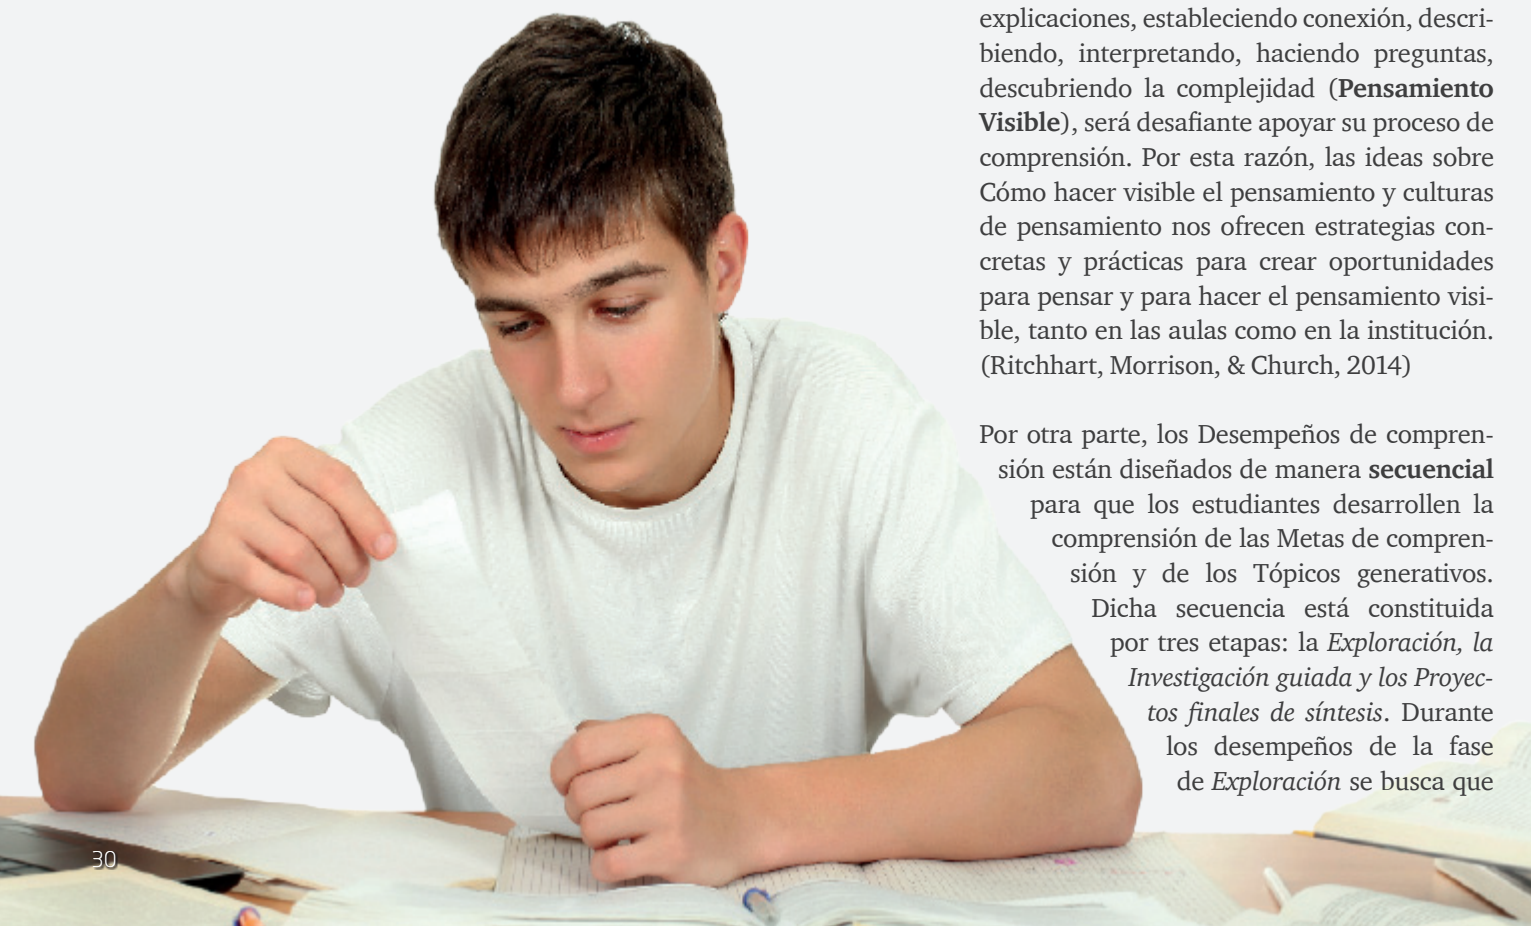 explicaciones, estableciendo conexión, descri-
biendo, interpretando, haciendo preguntas,
descubriendo la complejidad (Pensamiento
Visible), será desafiante apoyar su proceso de
comprensión. Por esta razón, las ideas sobre
Cómo hacer visible el pensamiento y culturas
de pensamiento nos ofrecen estrategias con-
cretas y prácticas para crear oportunidades
para pensar y para hacer el pensamiento visi-
ble, tanto en las aulas como en la institución.
(Ritchhart, Morrison, & Church, 2014)
Por otra parte, los Desempeños de compren-
sión están diseñados de manera secuencial
para que los estudiantes desarrollen la
comprensión de las Metas de compren-
sión y de los Tópicos generativos.
Dicha secuencia está constituida
por tres etapas: la Exploración, la
Investigación guiada y los Proyec-
tos finales de síntesis. Durante
los desempeños de la fase
de Exploración se busca que
30